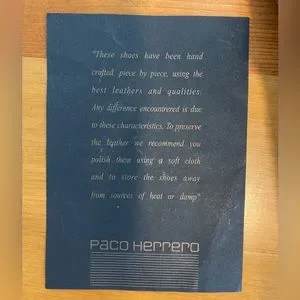 "These shoes have been hand
crafted, piece by piece, using the
best leathers and qualities.
Any difference encountrered is due
to these characteristics. To preserve
the leather we recommend you
polish them using a soft cloth
and to store the shoes away
from sources of heat or damp"
Paco Herrero